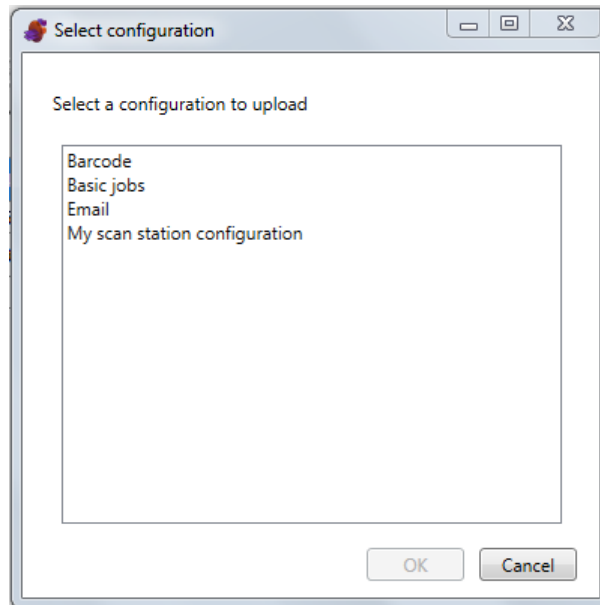 Select configuration
Select a configuration to upload
Barcode
Basic jobs
Email
My scan station configuration
OK
Cancel